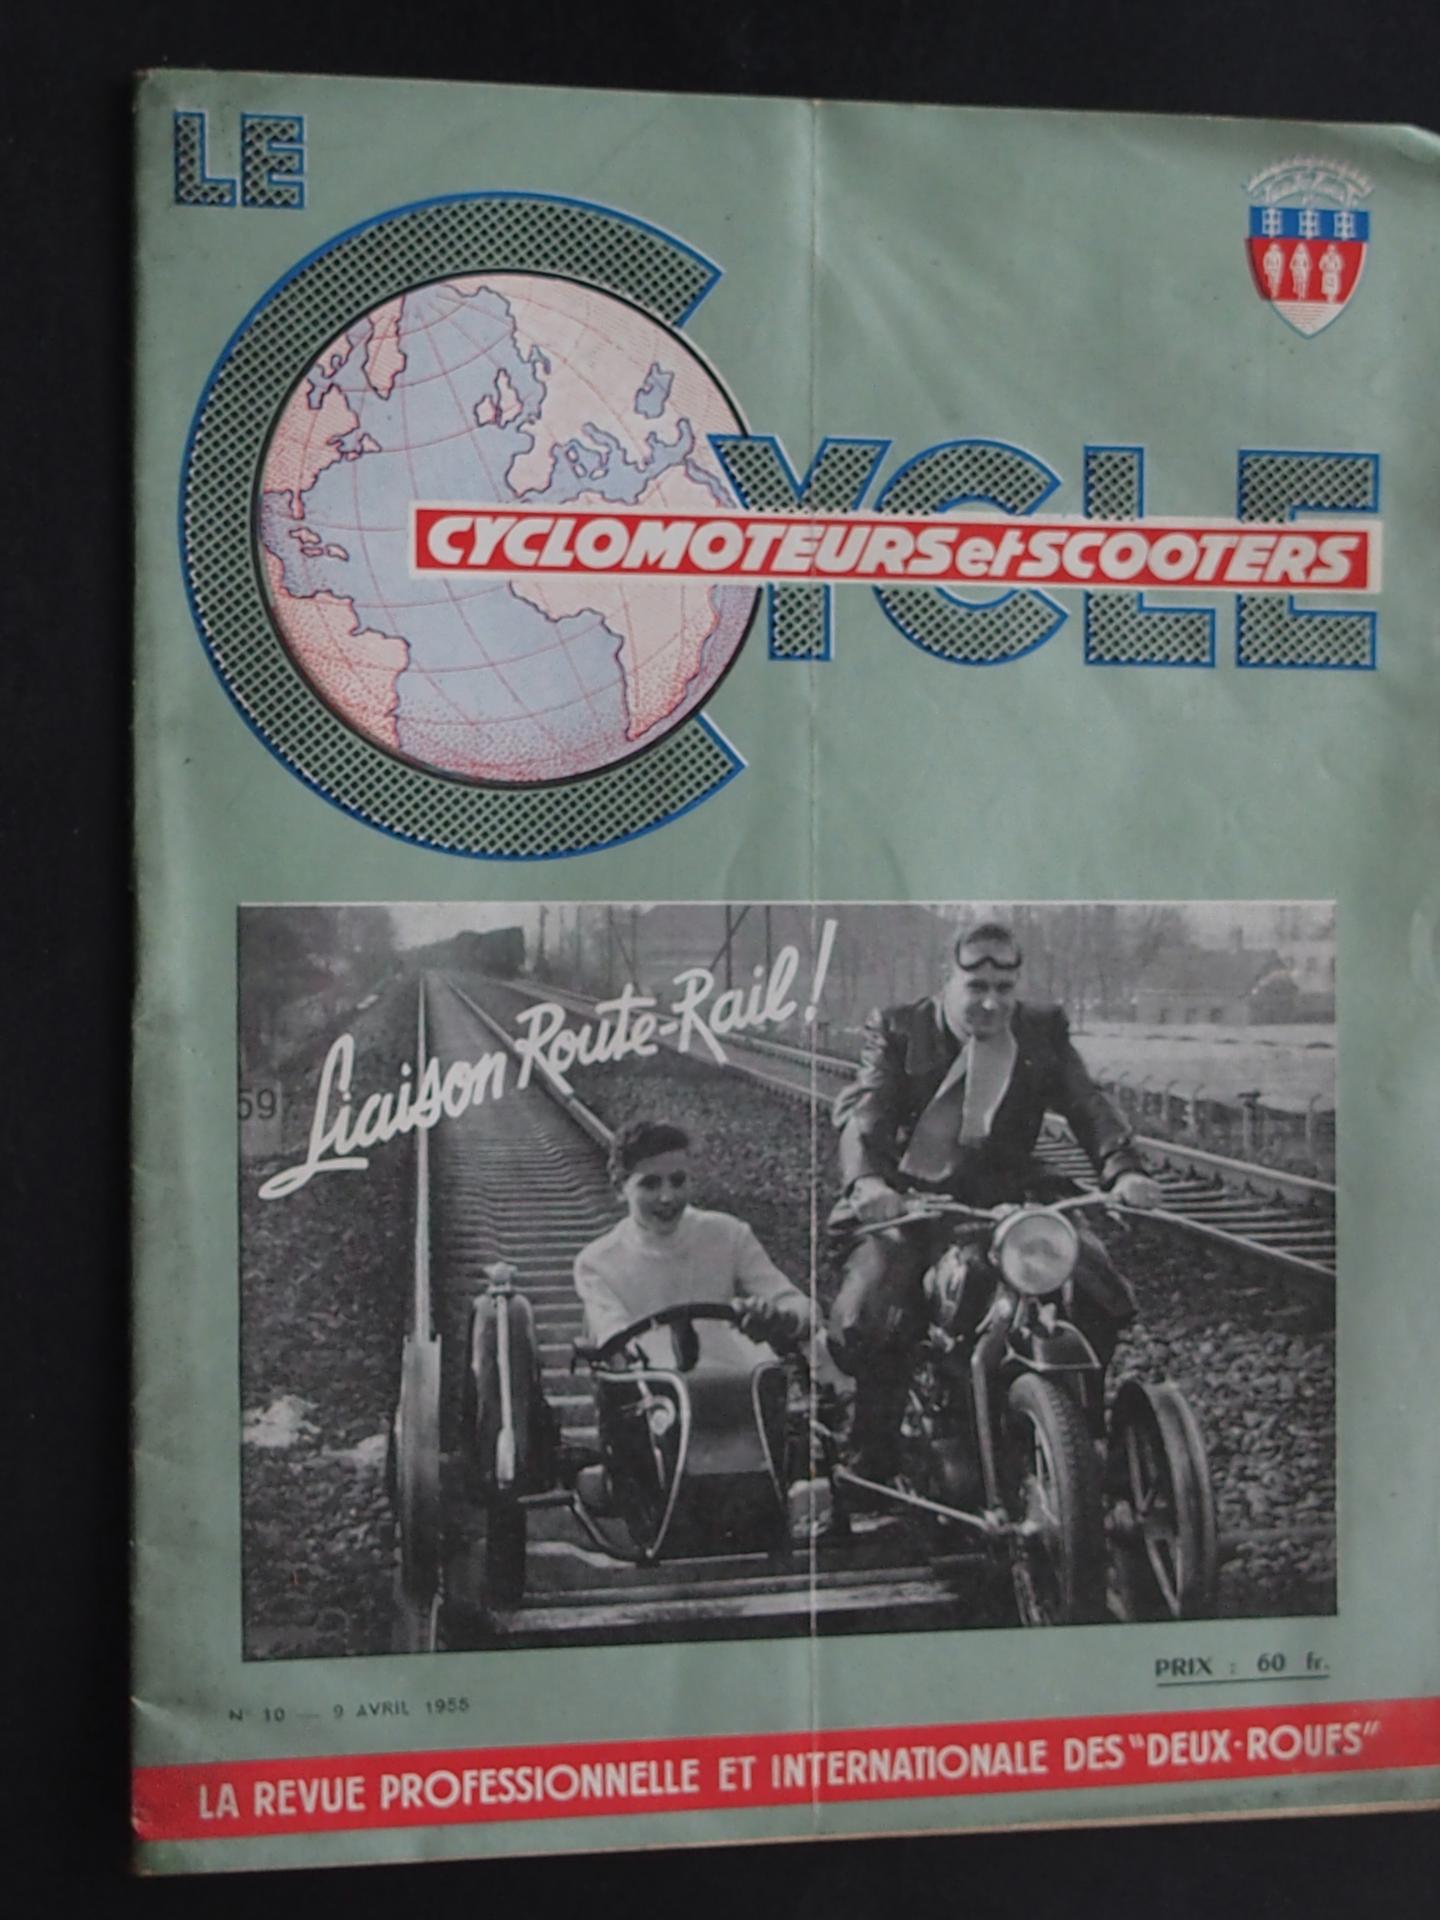 LE
CYCLE
CYCLOMOTEURS et SCOOTERS
Liaison Route-Rail!
59
PRIX : 60 fr.
N° 10 — 9 AVRIL 1955
LA REVUE PROFESSIONNELLE ET INTERNATIONALE DES "DEUX-ROUES"